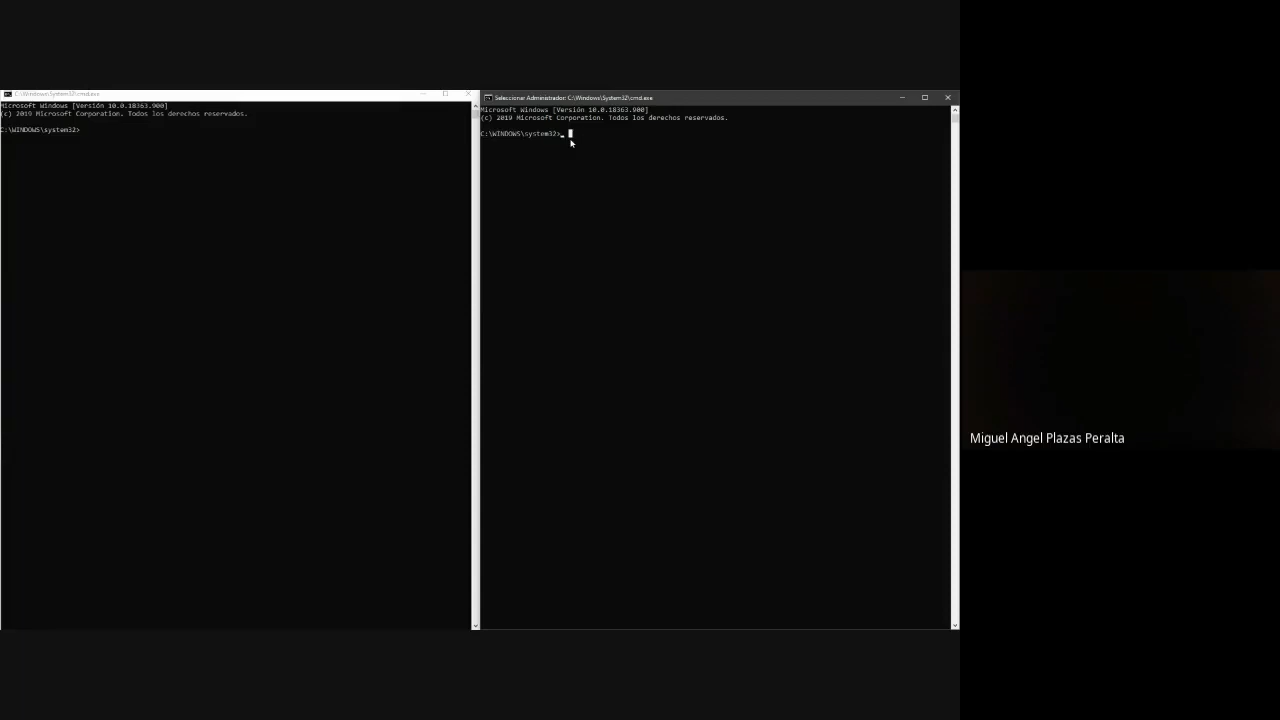 C:\Windows\System32\cmd.exe
Microsoft Windows [Versión 10.0.18363.900]
(c) 2019 Microsoft Corporation. Todos los derechos reservados.
C:\WINDOWS\system32>
Seleccionar Administrador: C:\Windows\System32\cmd.exe
Microsoft Windows [Versión 10.0.18363.900]
(c) 2019 Microsoft Corporation. Todos los derechos reservados.
C:\WINDOWS\system32>
Miguel Angel Plazas Peralta